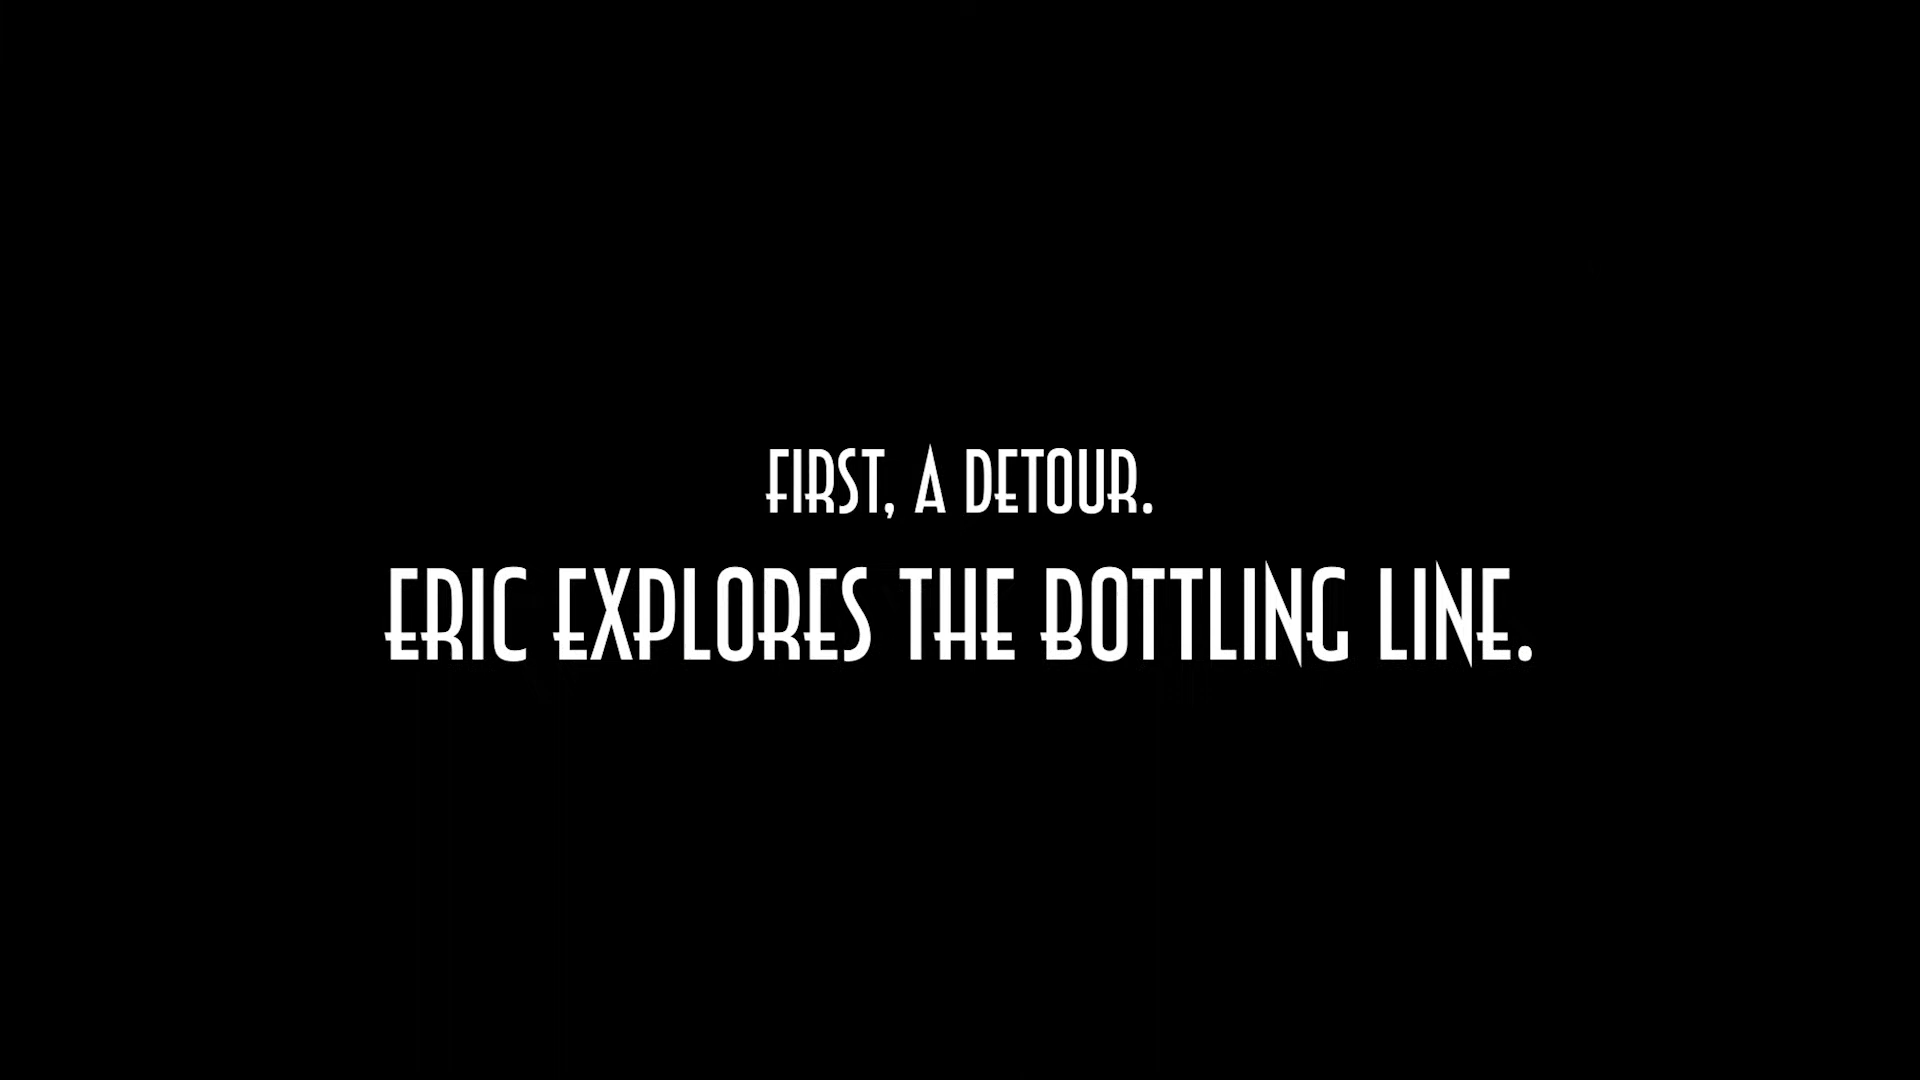 FIRST, A DETOUR.
ERIC EXPLORES THE BOTTLING LINE.